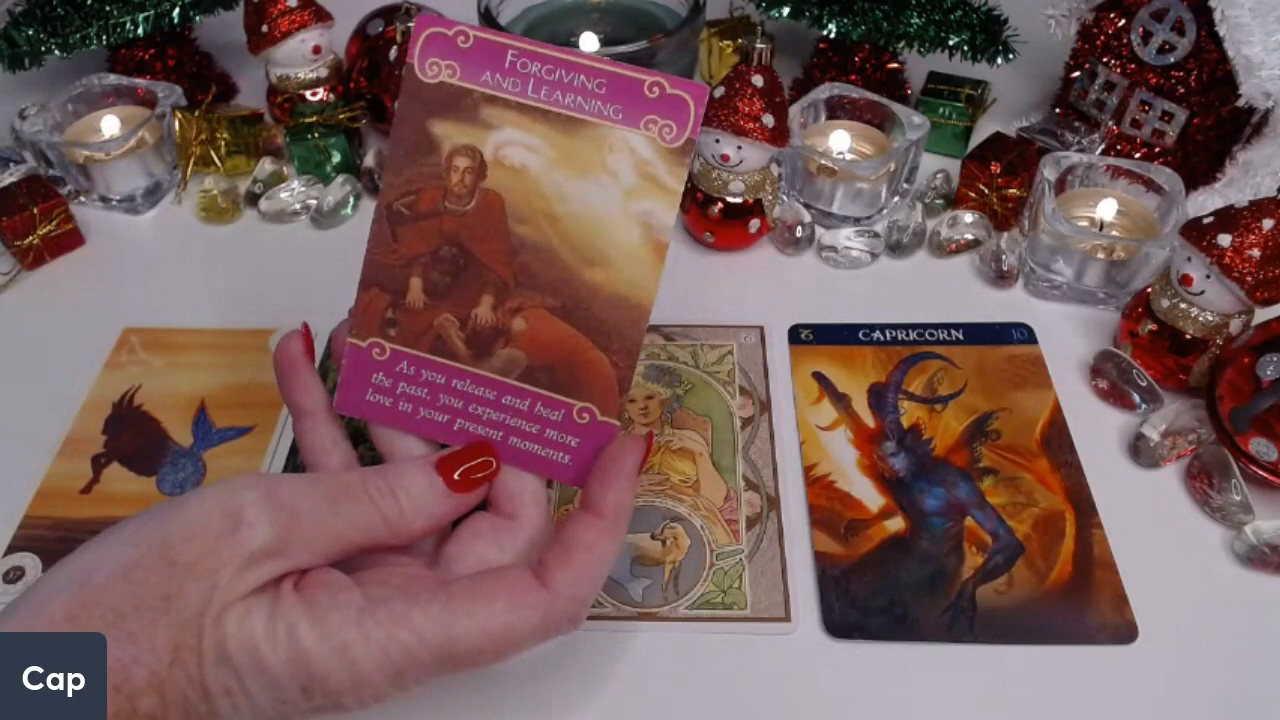 FORGIVING
AND LEARNING
As you release and heal
the past, you experience more
love in your present moments.
CAPRICORN 10
37
Cap